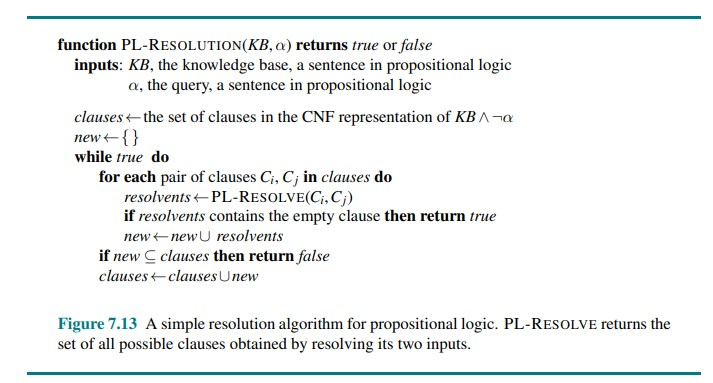 function PL-RESOLUTION(KB, α) returns true or false
inputs: KB, the knowledge base, a sentence in propositional logic
α, the query, a sentence in propositional logic
clauses ← the set of clauses in the CNF representation of KB ∧ ¬α
new ← { }
while true do
for each pair of clauses Ci, Cj in clauses do
resolvents ← PL-RESOLVE(Ci, Cj)
if resolvents contains the empty clause then return true
new ← new ∪ resolvents
if new ⊆ clauses then return false
clauses ← clauses ∪ new
Figure 7.13 A simple resolution algorithm for propositional logic. PL-RESOLVE returns the
set of all possible clauses obtained by resolving its two inputs.